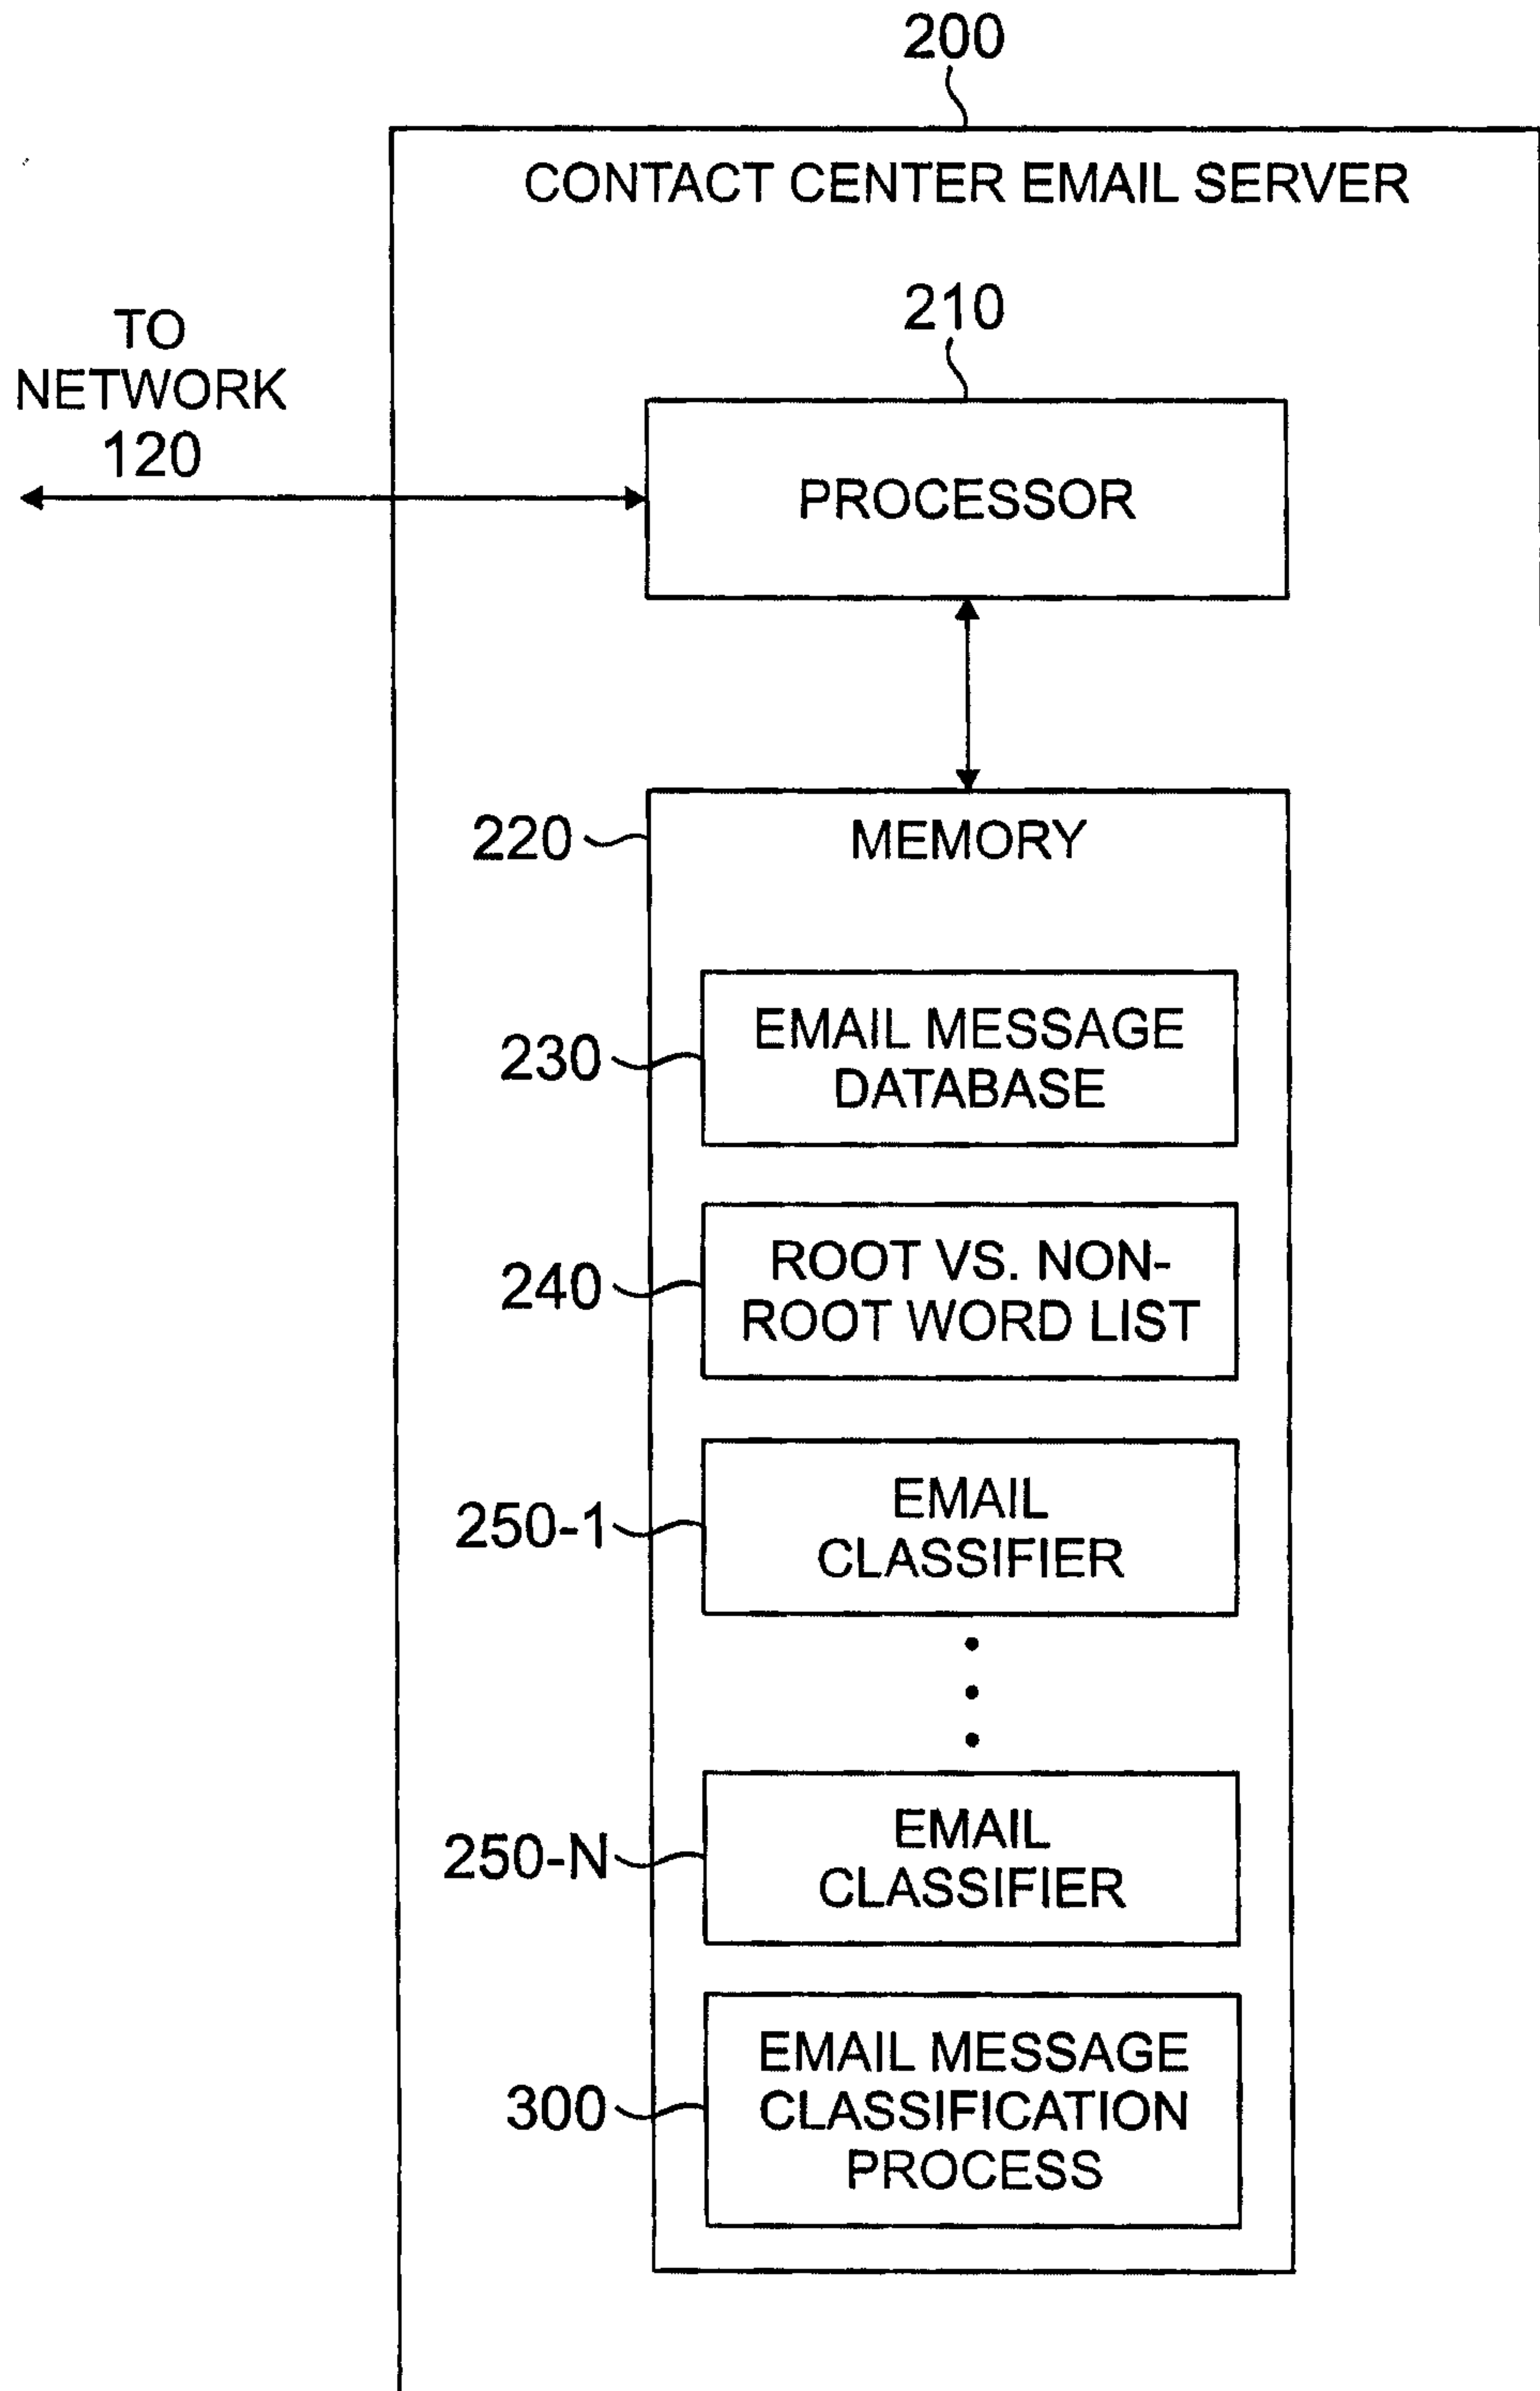 200
CONTACT CENTER EMAIL SERVER
TO
NETWORK
120
210
PROCESSOR
220
MEMORY
230
EMAIL MESSAGE
DATABASE
240
ROOT VS. NON-
ROOT WORD LIST
250-1
EMAIL
CLASSIFIER
250-N
EMAIL
CLASSIFIER
300
EMAIL MESSAGE
CLASSIFICATION
PROCESS